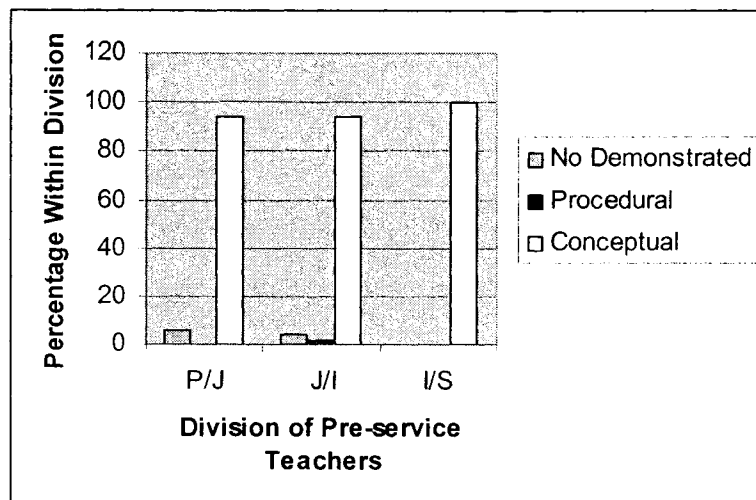 Percentage Within Division
120
100
80
60
40
20
0
P/J
J/I
I/S
Division of Pre-service
Teachers
No Demonstrated
Procedural
Conceptual